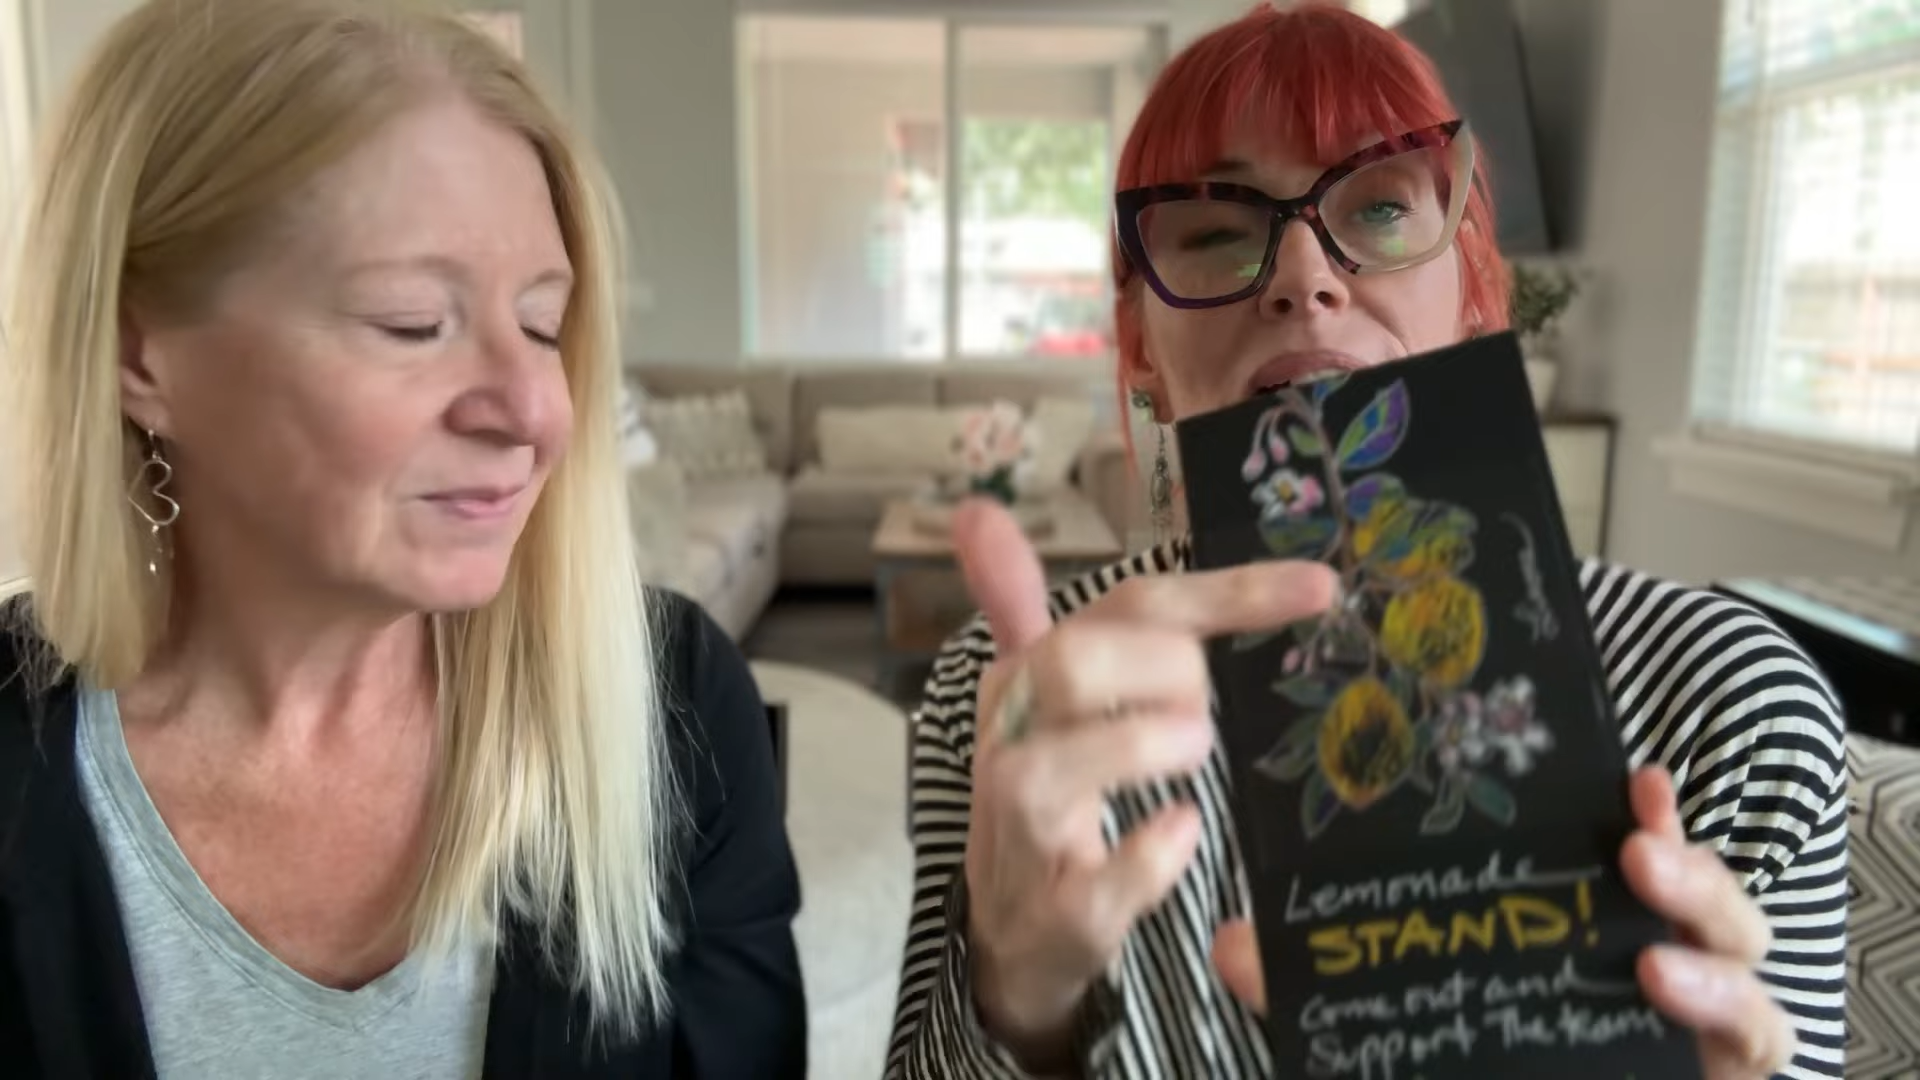 Lemonade
STAND!
Come out and
Support The team